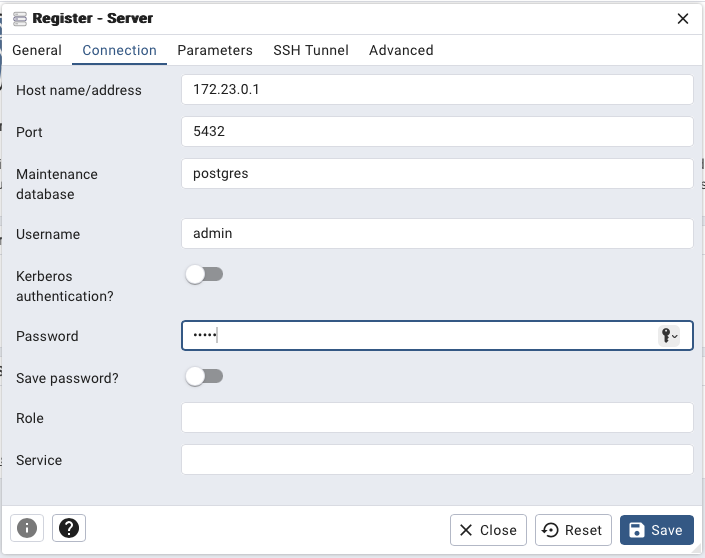 Register - Server
General Connection Parameters SSH Tunnel Advanced
Host name/address 172.23.0.1
Port 5432
Maintenance
database postgres
Username admin
Kerberos
authentication?
Password •••••
Save password?
Role
Service
Close Reset Save